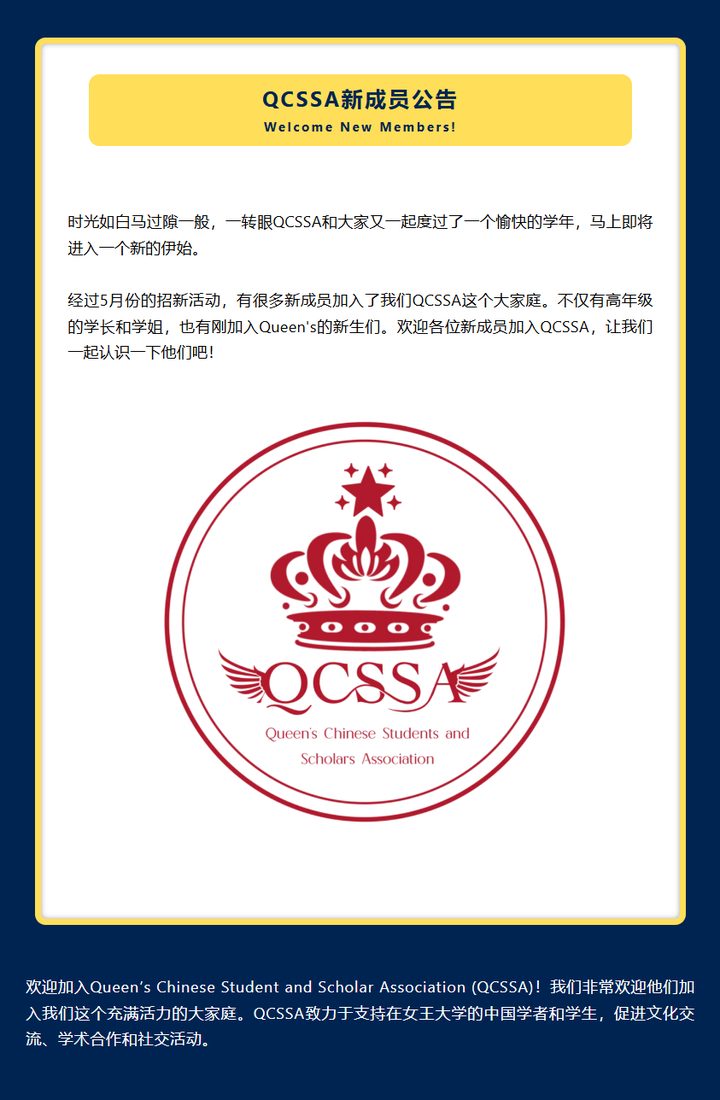 QCSSA新成员公告
Welcome New Members!
时光如白马过隙一般，一转眼QCSSA和大家又一起度过了一个愉快的学年，马上即将
进入一个新的伊始。
经过5月份的招新活动，有很多新成员加入了我们QCSSA这个大家庭。不仅有高年级
的学长和学姐，也有刚加入Queen's的新生们。欢迎各位新成员加入QCSSA，让我们
一起认识一下他们吧！
QCSSA
Queen's Chinese Students and
Scholars Association
欢迎加入Queen’s Chinese Student and Scholar Association (QCSSA)！我们非常欢迎他们加
入我们这个充满活力的大家庭。QCSSA致力于支持在女王大学的中国学者和学生，促进文化交
流、学术合作和社交活动。